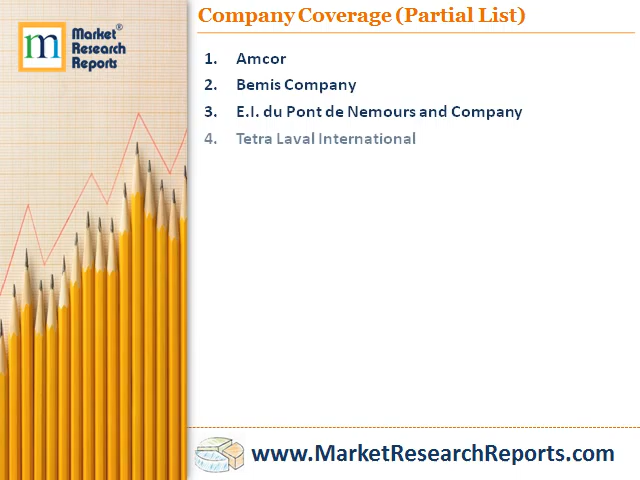 Company Coverage (Partial List)
m
Market
Research
Reports®
1. Amcor
2. Bemis Company
3. E.I. du Pont de Nemours and Company
4. Tetra Laval International
www.MarketResearchReports.com